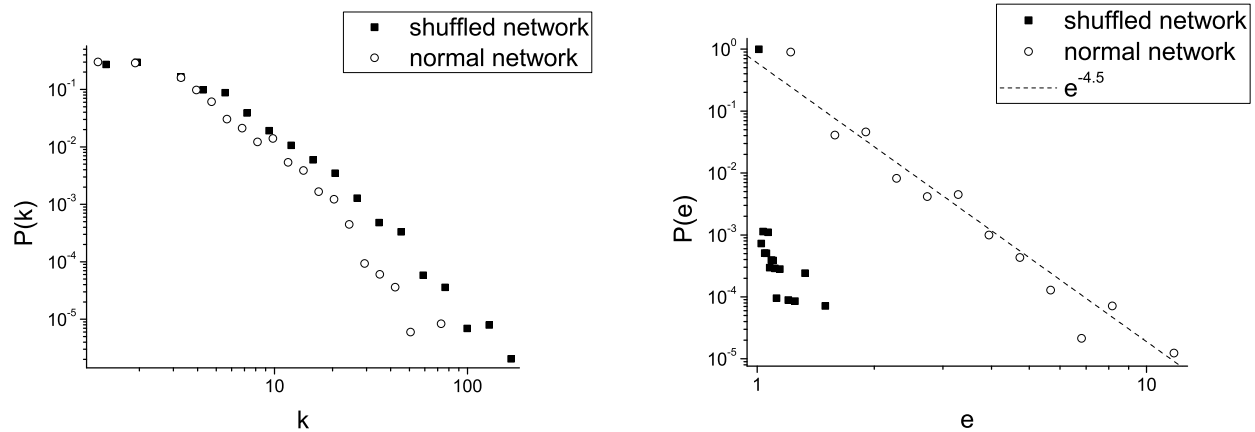 shuffled network
normal network
10^-1
10^-2
10^-3
10^-4
10^-5
P(k)
10
100
k
shuffled network
normal network
e^-4.5
10^0
10^-1
10^-2
10^-3
10^-4
10^-5
P(e)
1
10
e